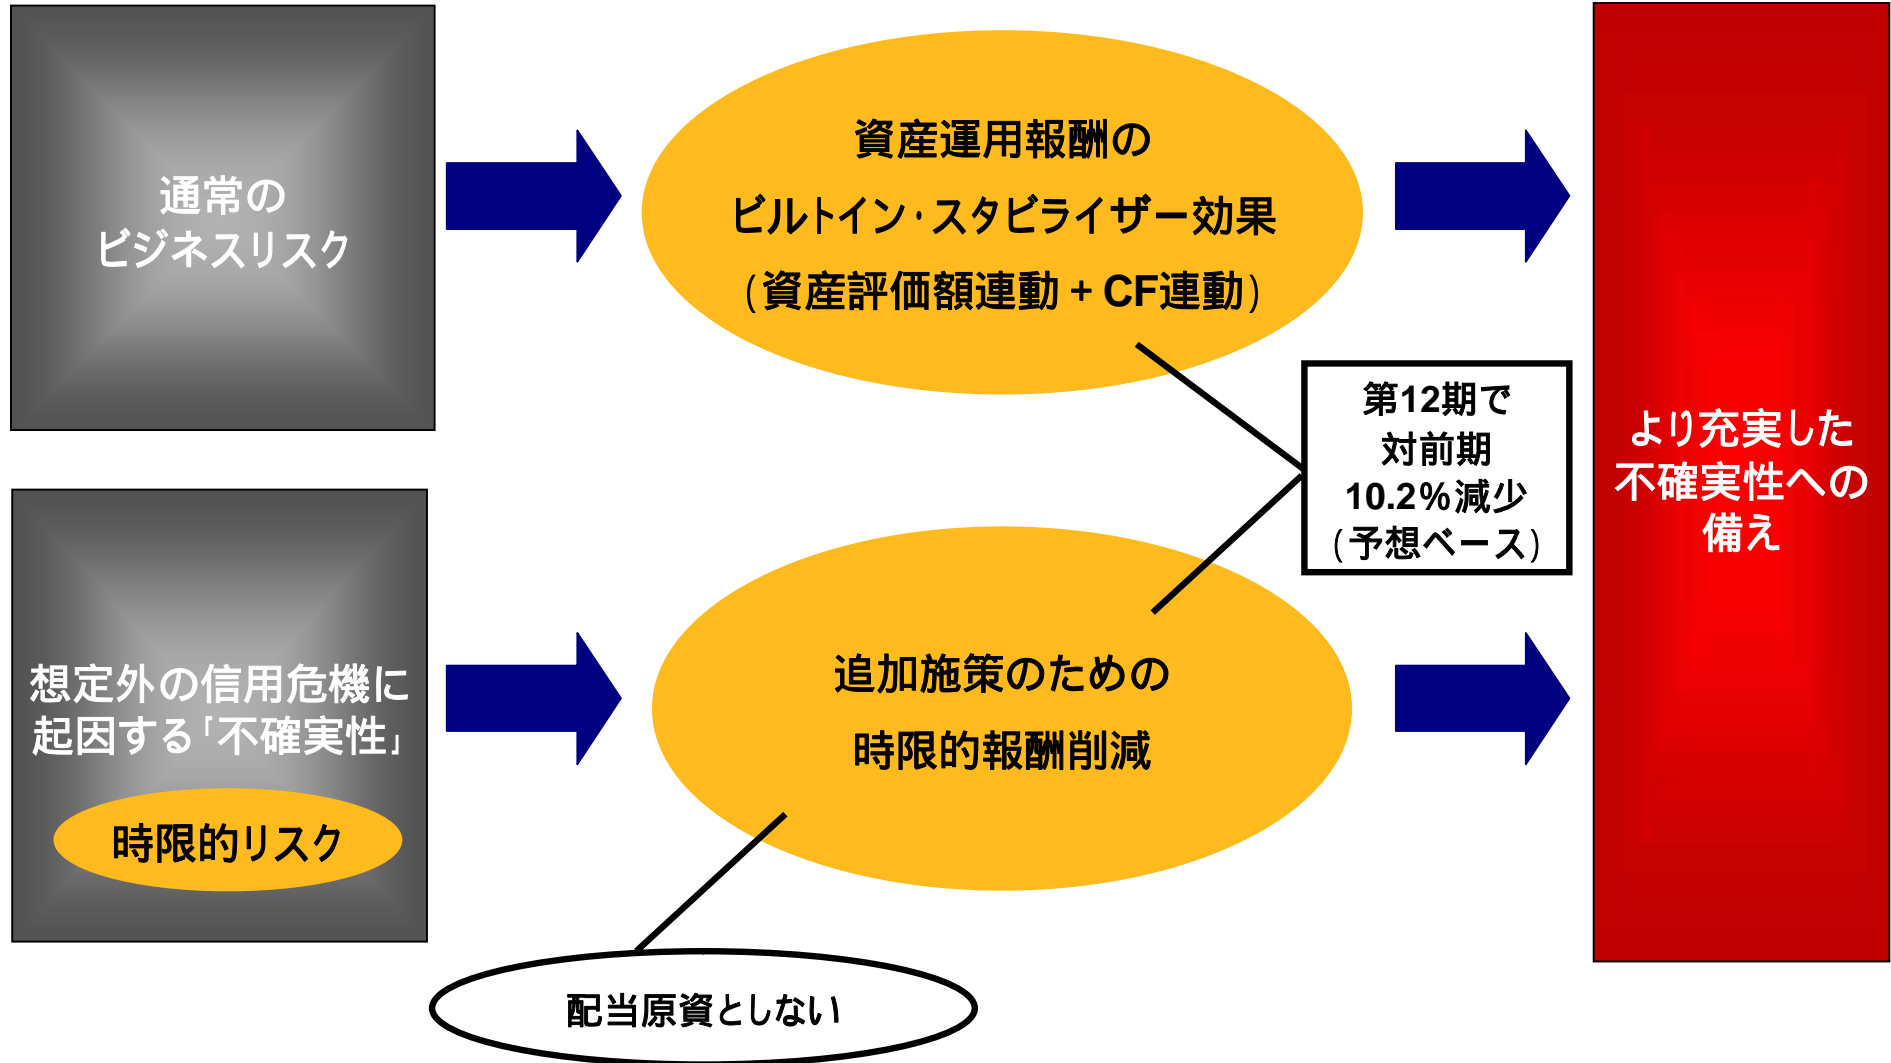 通常の
ビジネスリスク
資産運用報酬の
ビルトイン・スタビライザー効果
(資産評価額連動+CF連動)
第12期で
対前期
10.2%減少
(予想ベース)
より充実した
不確実性への
備え
想定外の信用危機に
起因する「不確実性」
時限的リスク
追加施策のための
時限的報酬削減
配当原資としない